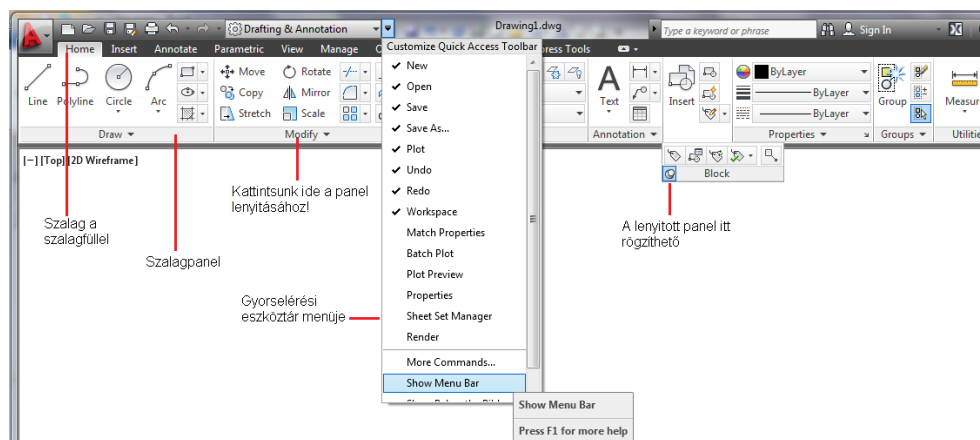 Drafting & Annotation
Drawing1.dwg
Type a keyword or phrase
Sign In
Home Insert Annotate Parametric View Manage
Customize Quick Access Toolbar
press Tools
Line Polyline Circle Arc
Move Rotate
Copy Mirror
Stretch Scale
Text
Insert
ByLayer
ByLayer
ByLayer
Group
Measur
Draw
Modify
Annotation
Properties
Groups
Utilitie
Block
New
Open
Save
Save As...
Plot
Undo
Redo
Workspace
Match Properties
Batch Plot
Plot Preview
Properties
Sheet Set Manager
Render
More Commands...
Show Menu Bar
Show Menu Bar
Press F1 for more help
[−] [Top] [2D Wireframe]
Szalag a
szalagfüllel
Szalagpanel
Kattintsunk ide a panel
lenyitásához!
Gyorselérési
eszköztár menüje
A lenyitott panel itt
rögzíthető